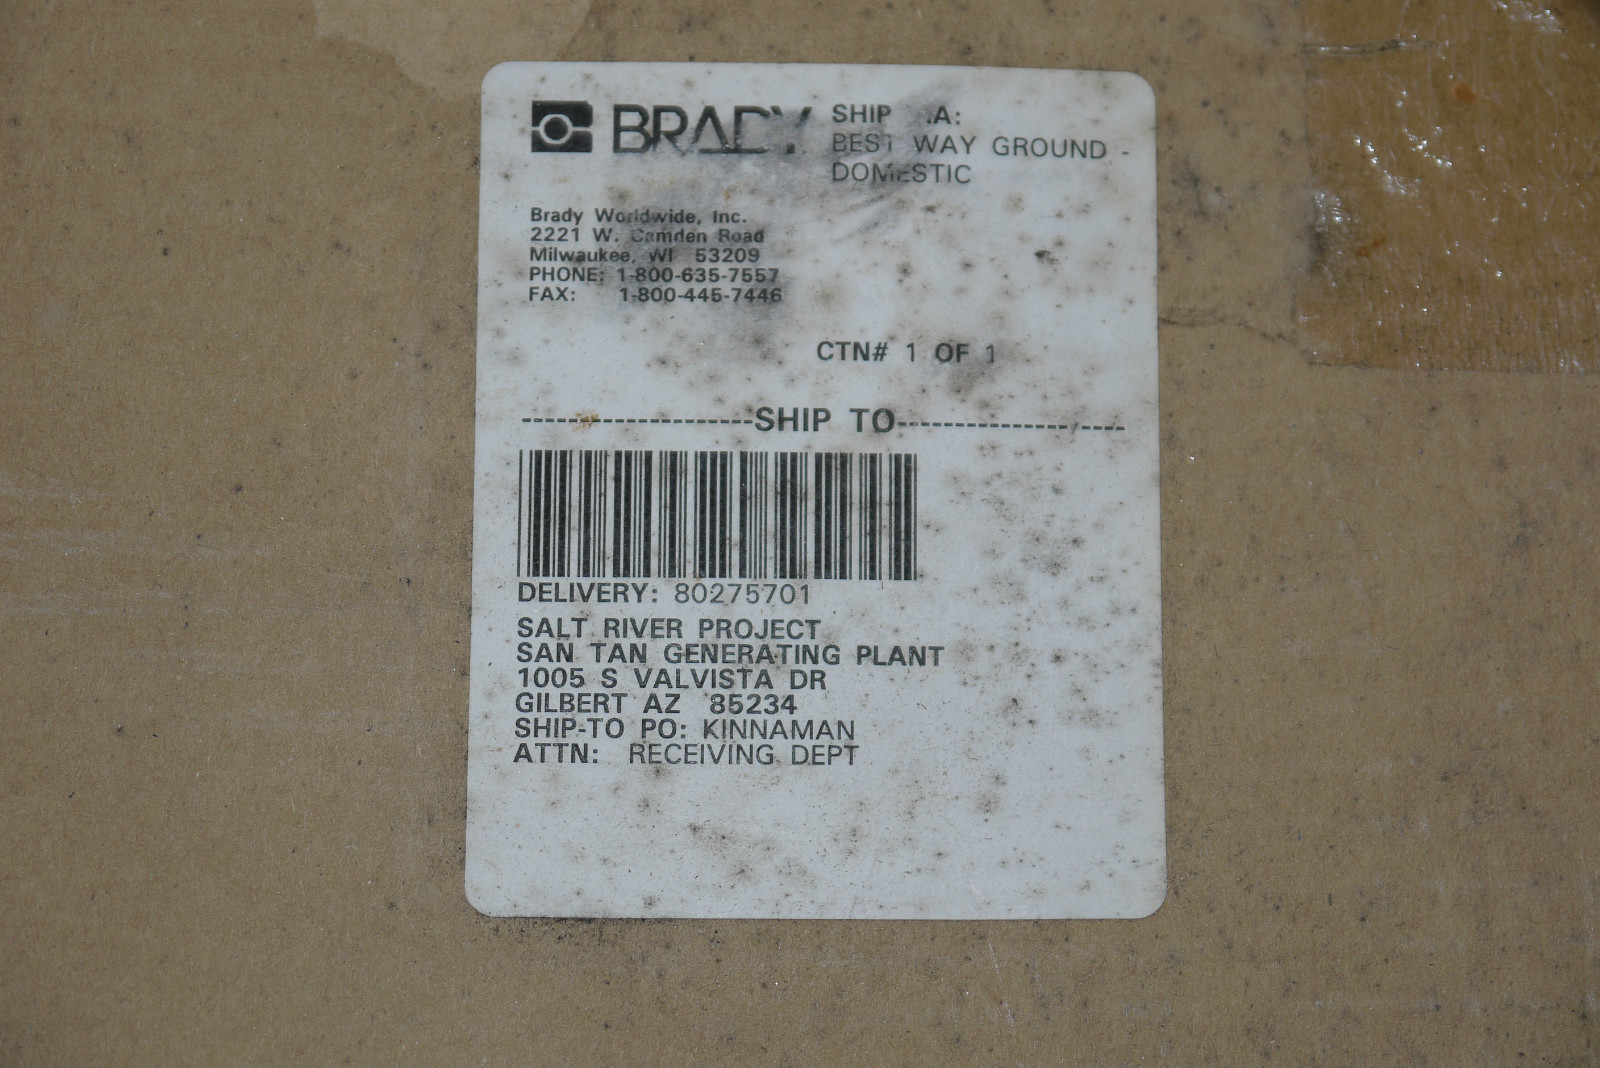 BRADY
SHIP VIA:
BEST WAY GROUND -
DOMESTIC
Brady Worldwide, Inc.
2221 W. Camden Road
Milwaukee, WI 53209
PHONE: 1-800-635-7557
FAX: 1-800-445-7446
CTN# 1 OF 1
--------------------SHIP TO--------------------
DELIVERY: 80275701
SALT RIVER PROJECT
SAN TAN GENERATING PLANT
1005 S VALVISTA DR
GILBERT AZ 85234
SHIP-TO PO: KINNAMAN
ATTN: RECEIVING DEPT